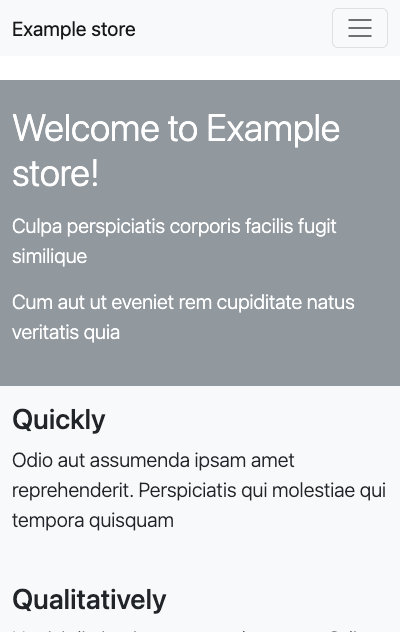 Example store
Welcome to Example
store!
Culpa perspiciatis corporis facilis fugit
similique
Cum aut ut eveniet rem cupiditate natus
veritatis quia
Quickly
Odio aut assumenda ipsam amet
reprehenderit. Perspiciatis qui molestiae qui
tempora quisquam
Qualitatively